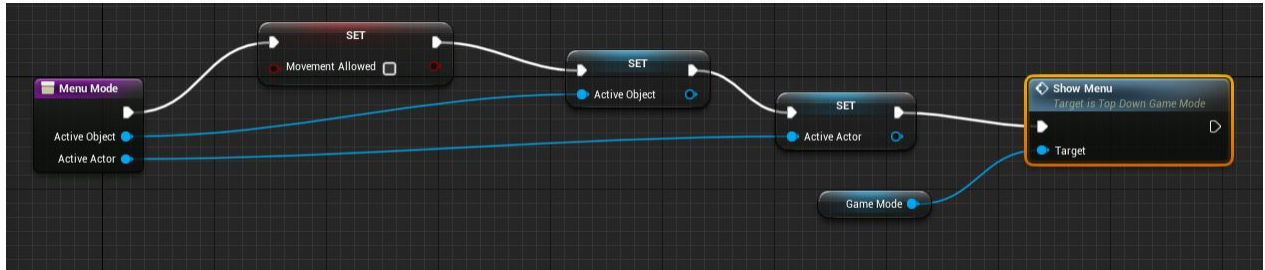 Menu Mode
Active Object
Active Actor
SET
Movement Allowed
SET
Active Object
SET
Active Actor
Game Mode
Show Menu
Target is Top Down Game Mode
Target